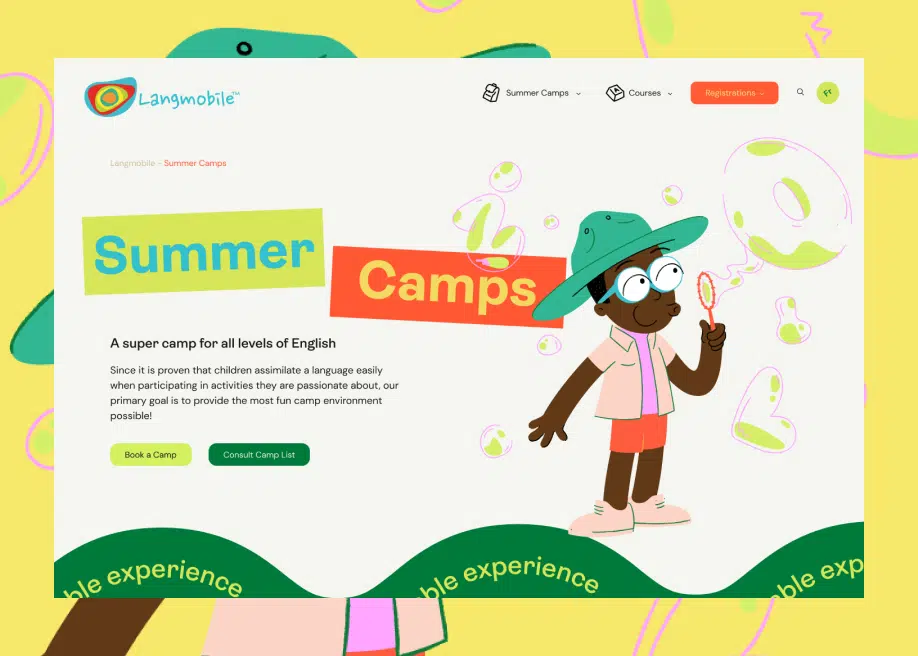 Langmobile™
Summer Camps
Courses
Registrations →
Fr
Langmobile - Summer Camps
Summer
Camps
A super camp for all levels of English
Since it is proven that children assimilate a language easily
when participating in activities they are passionate about, our
primary goal is to provide the most fun camp environment
possible!
Book a Camp
Consult Camp List
ble experience
ble experience
able exp